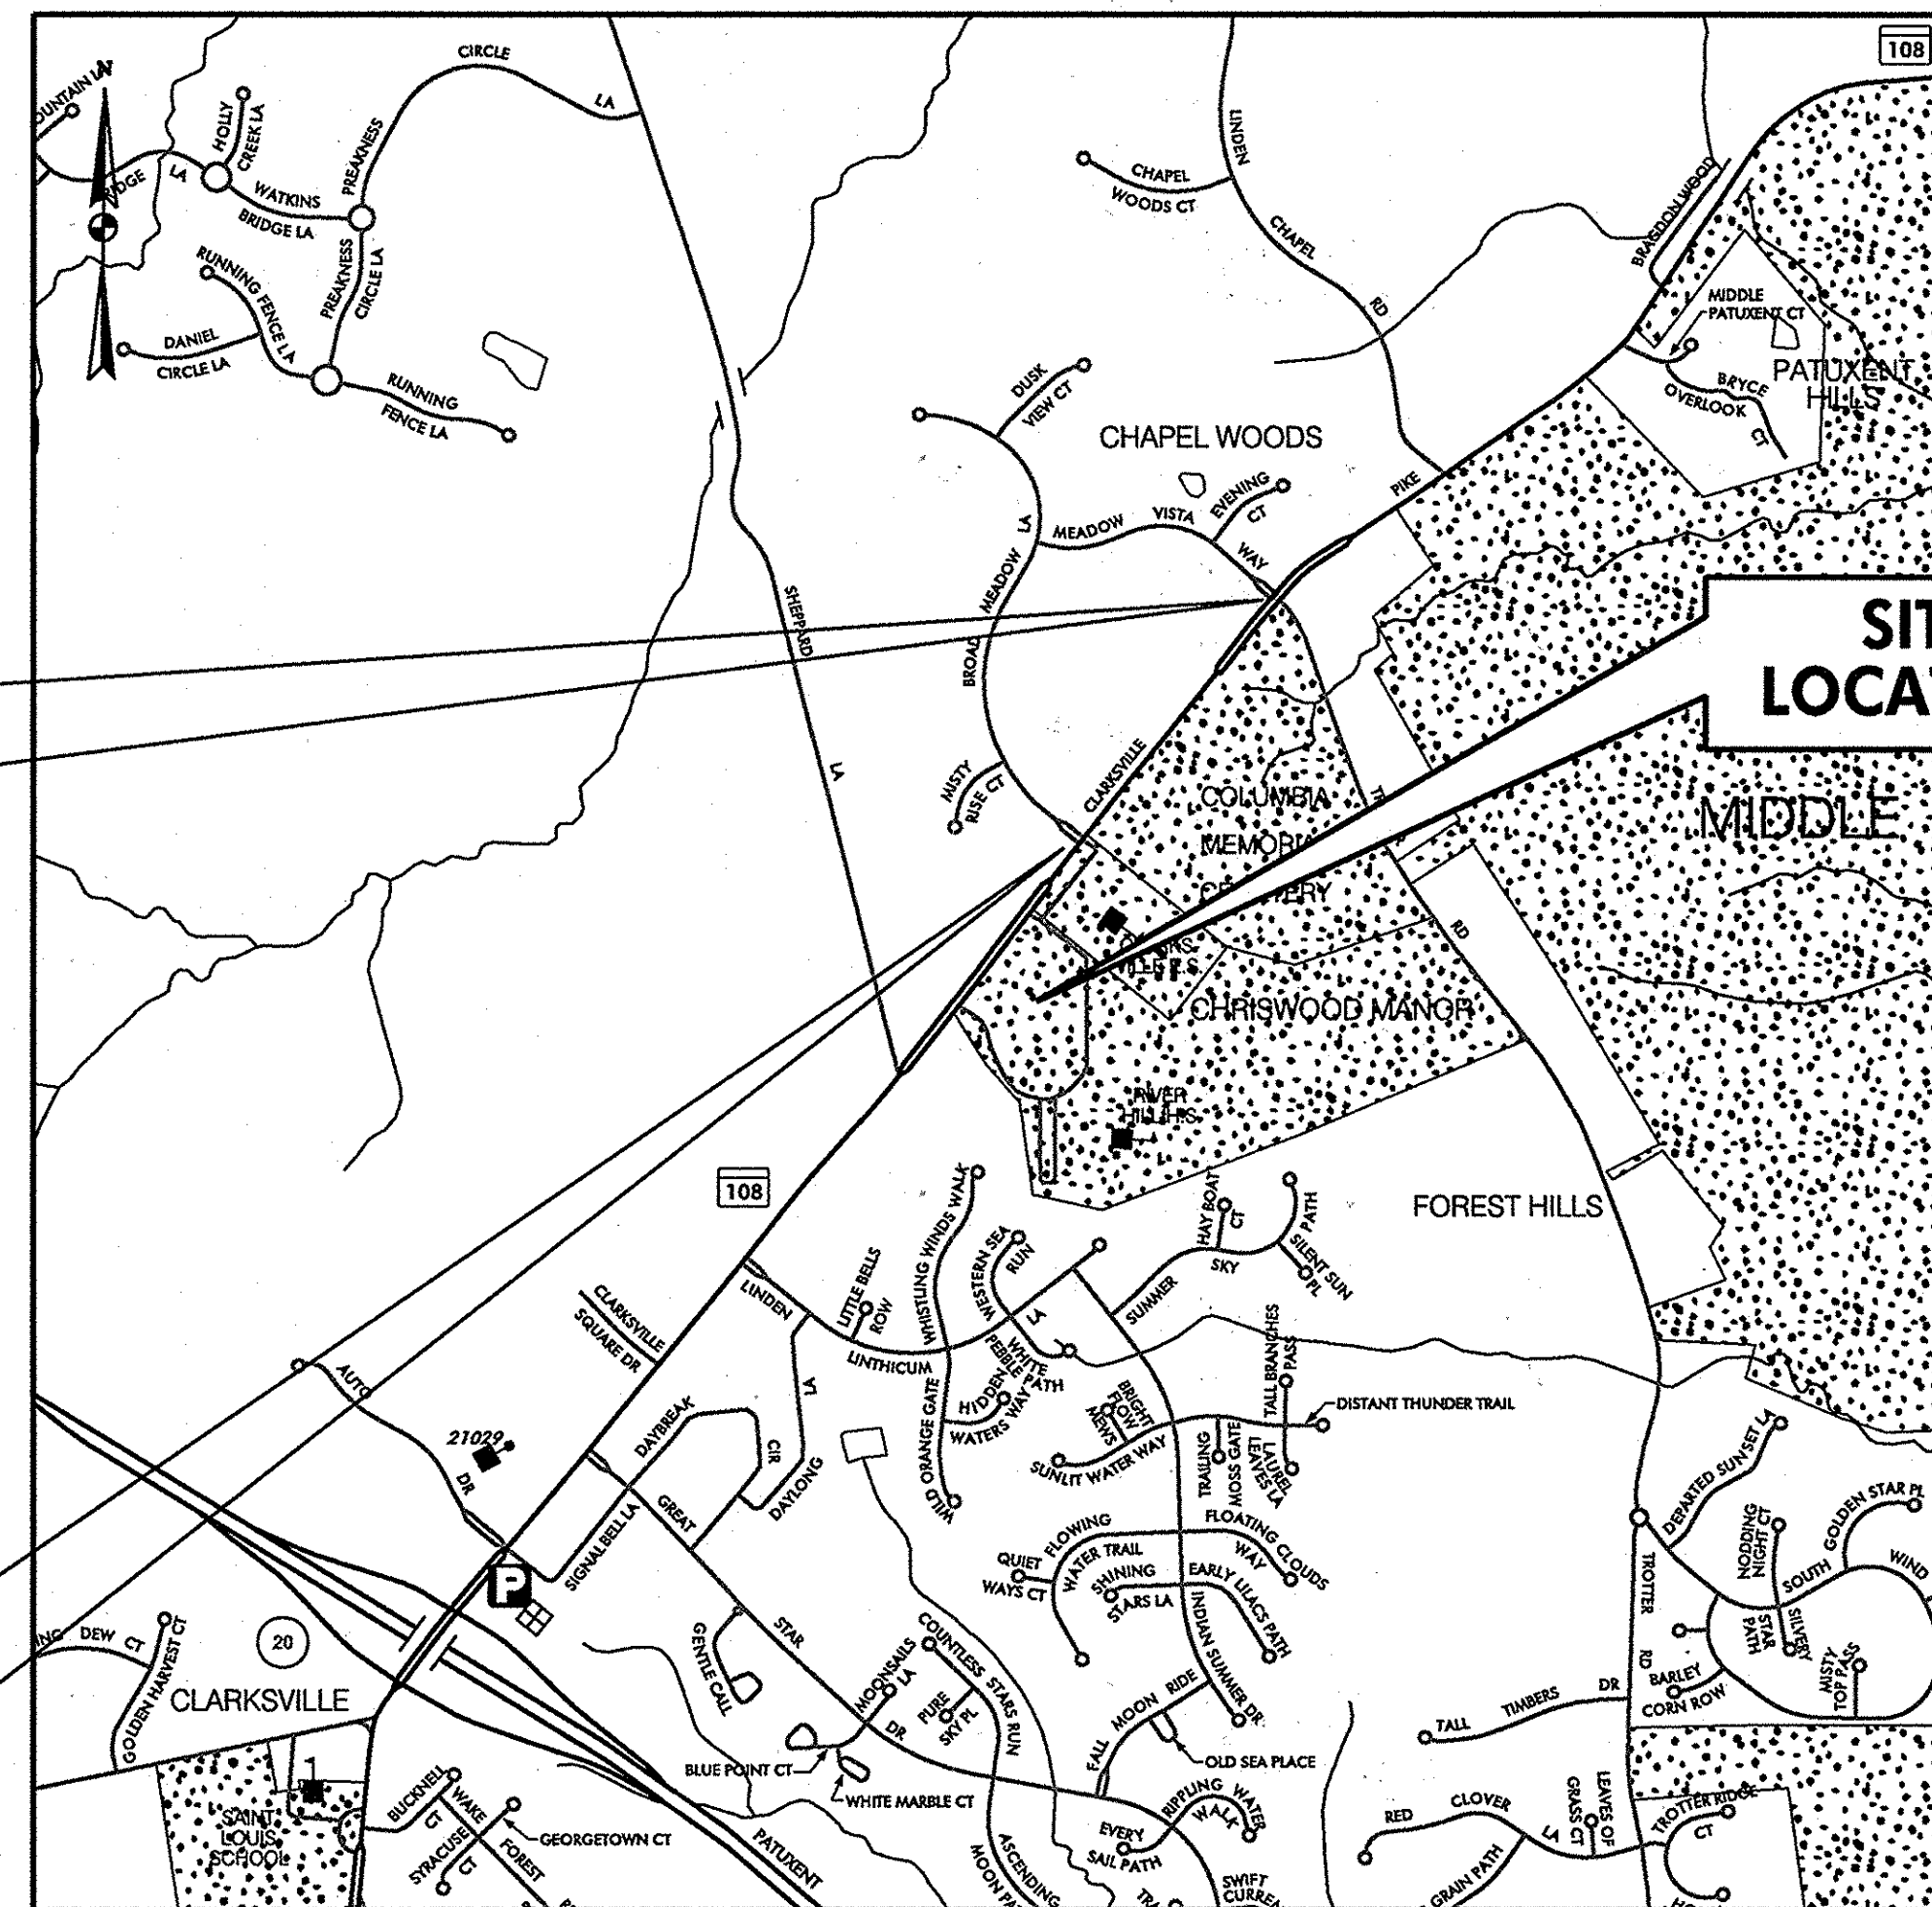 108
CIRCLE
LA
N
HOLLY
CREEK LA
PREAKNESS
RIDGE
LA
WATKINS
BRIDGE LA
RUNNING FENCE LA
PREAKNESS
CIRCLE LA
DANIEL
CIRCLE LA
RUNNING
FENCE LA
LINDEN
CHAPEL
RD
CHAPEL
WOODS CT
BRAGDON WOOD
MIDDLE
PATUXENT CT
PATUXENT
HILLS
BRYCE
OVERLOOK
CT
DUSK
VIEW CT
CHAPEL WOODS
EVENING
CT
PIKE
MEADOW
VISTA
WAY
BROAD
MEADOW
LA
SHEPPARD
LA
SIT
LOCA
MISTY
RISE CT
CLARKSVILLE
COLUMBIA
MIDDLE
RD
CHRISWOOD MANOR
RIVER
HILL H.S.
108
FOREST HILLS
WHISTLING WINDS WALK
WESTERN SEA
RUN
HAY BOAT
CT
PATH
SILENT SUN
PL
SKY
SUMMER
CLARKSVILLE
SQUARE DR
LINDEN
LITTLE BELLS
ROW
LINTHICUM
LA
WHITE
PEBBLE PATH
HIDDEN
WATERS WAY
WILD ORANGE GATE
TALL BRANCHES
PASS
DISTANT THUNDER TRAIL
BRIGHT
FLOW
MEWS
SUNLIT WATER WAY
TRAILING
MOSS GATE
LAUREL
LEAVES LA
AUTO
DR
21029
DAYBREAK
CIR
LA
DAYLONG
GREAT
SIGNAL BELL LA
DEPARTED SUNSET LA
GOLDEN STAR PL
NODDING
NIGHT CT
SOUTH
WIND
TROTTER
RD
STAR
PATH
SILVERY
MISTY
TOP PASS
BARLEY
CORN ROW
FLOWING
WATER TRAIL
FLOATING CLOUDS
WAY
QUIET
WAYS CT
SHINING
STARS LA
EARLY LILACS PATH
INDIAN SUMMER DR
P
20
DEW CT
GOLDEN HARVEST CT
CLARKSVILLE
GENTLE CALL
STAR
DR
MOONSAILS
LA
COUNTLESS STARS RUN
PURE
SKY PL
FALL
MOON RIDE
OLD SEA PLACE
TALL
TIMBERS
DR
BLUE POINT CT
WHITE MARBLE CT
1
SAINT
LOUIS
SCHOOL
BUCKNELL
CT
WAKE
FOREST
SYRACUSE
CT
GEORGETOWN CT
PATUXENT
RIPPLING WATER
WALK
EVERY
SAIL PATH
ASCENDING
SWIFT
RED
CLOVER
LA
GRASS CT
LEAVES OF
TROTTER RIDGE
CT
GRAIN PATH